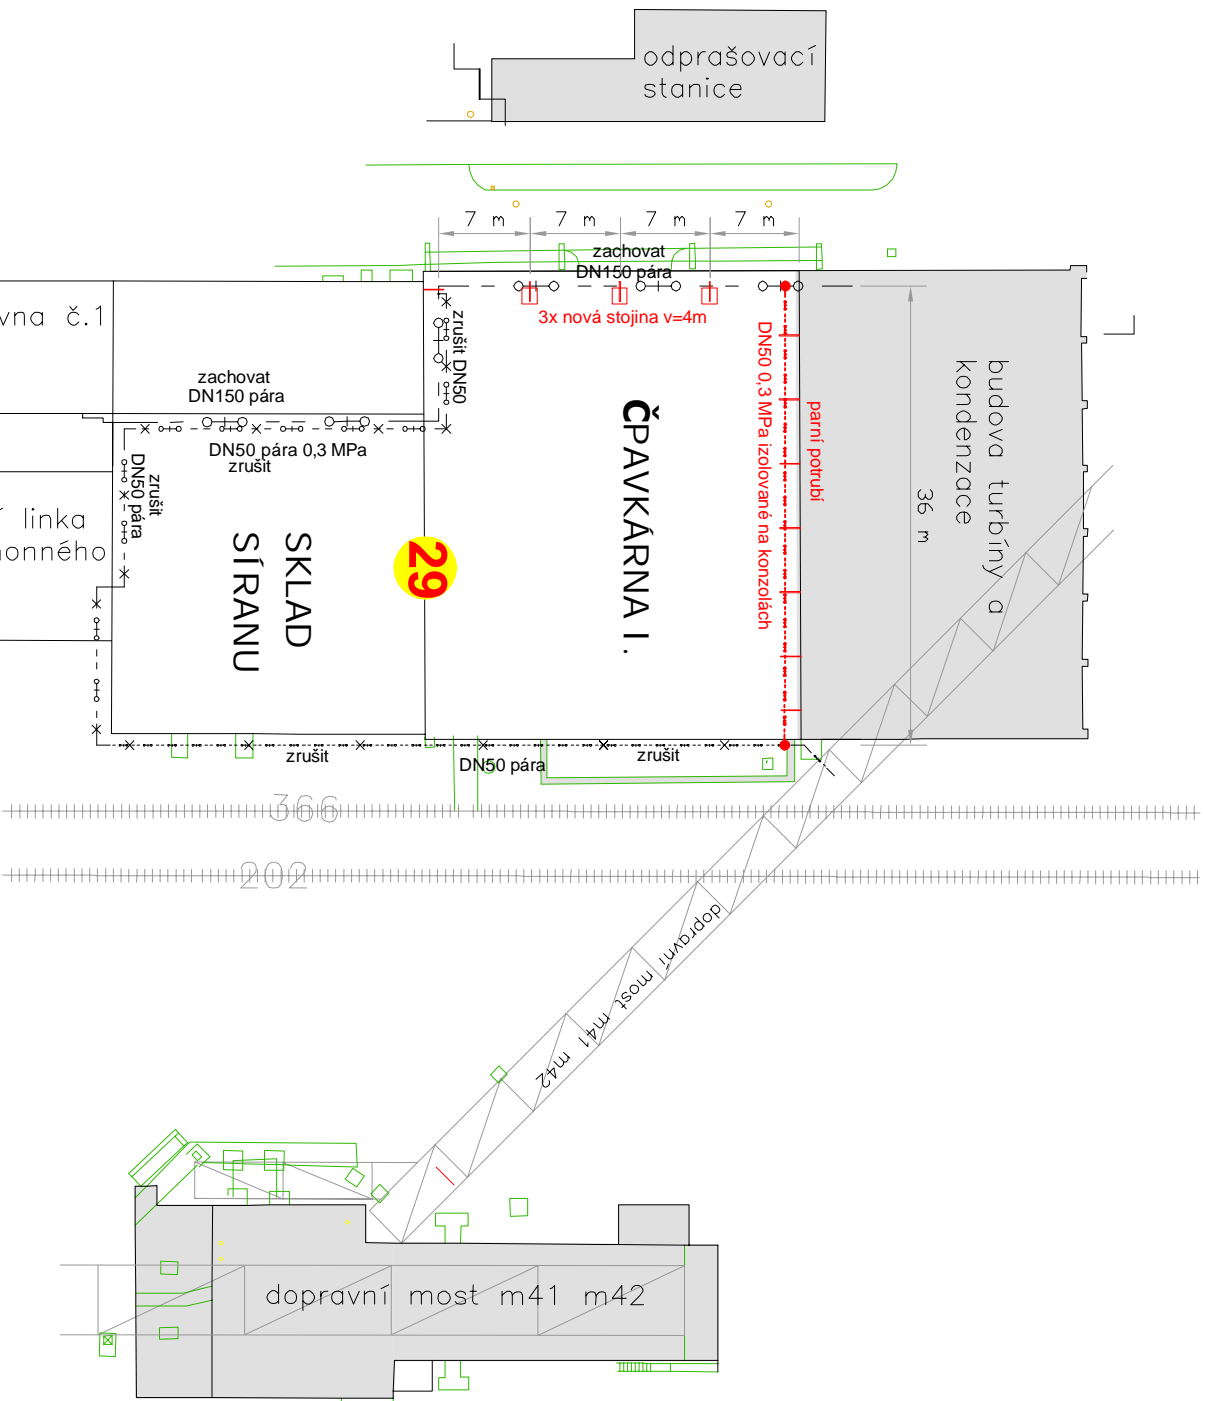 odprašovací
stanice
7 m
7 m
7 m
7 m
zachovat
DN150 pára
3x nová stojina v=4m
vna č.1
zrušit DN50
zachovat
DN150 pára
DN50 pára 0,3 MPa
zrušit
zrušit
DN50 pára
í linka
nonného
SKLAD
SÍRANU
29
ČPAVKÁRNA I.
DN50 0,3 MPa izolované na konzolách
parní potrubí
36 m
budova turbíny a
kondenzace
zrušit
DN50 pára
zrušit
366
202
dopravní most m41 m42
dopravní most m41 m42